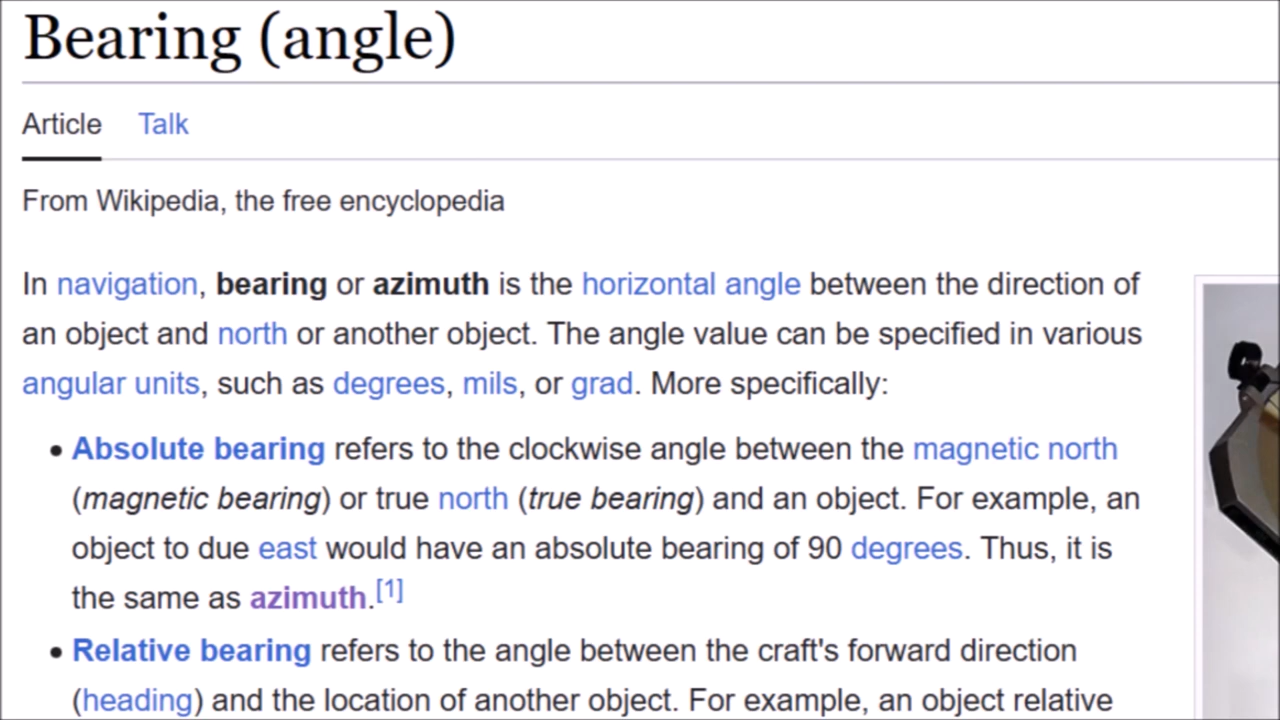 Bearing (angle)
Article Talk
From Wikipedia, the free encyclopedia
In navigation, bearing or azimuth is the horizontal angle between the direction of
an object and north or another object. The angle value can be specified in various
angular units, such as degrees, mils, or grad. More specifically:
• Absolute bearing refers to the clockwise angle between the magnetic north
(magnetic bearing) or true north (true bearing) and an object. For example, an
object to due east would have an absolute bearing of 90 degrees. Thus, it is
the same as azimuth.[1]
• Relative bearing refers to the angle between the craft's forward direction
(heading) and the location of another object. For example, an object relative